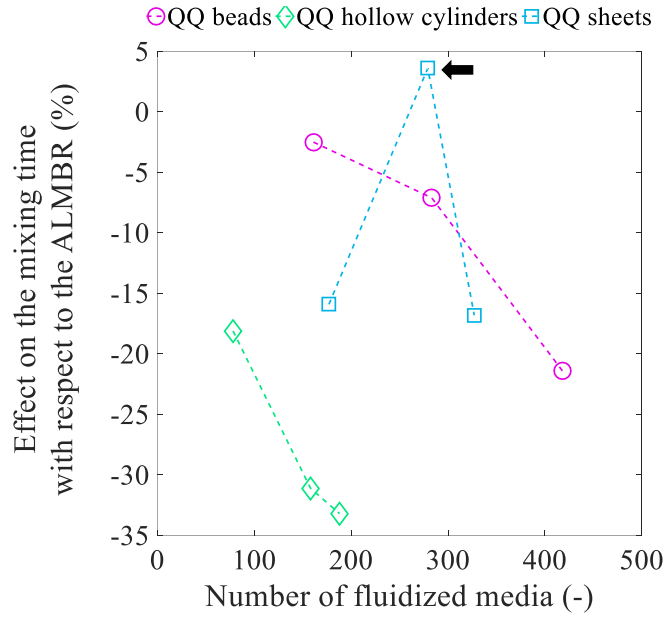 QQ beads QQ hollow cylinders QQ sheets
5
0
-5
-10
-15
-20
-25
-30
-35
Effect on the mixing time
with respect to the ALMBR (%)
0 100 200 300 400 500
Number of fluidized media (-)